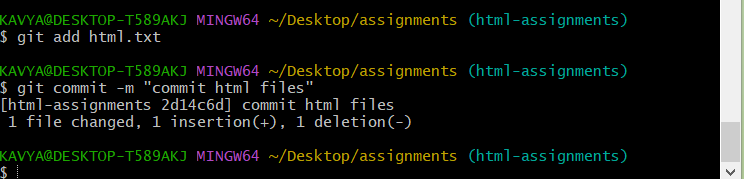 KAVYA@DESKTOP-T589AKJ MINGW64 ~/Desktop/assignments (html-assignments)
$ git add html.txt
KAVYA@DESKTOP-T589AKJ MINGW64 ~/Desktop/assignments (html-assignments)
$ git commit -m "commit html files"
[html-assignments 2d14c6d] commit html files
 1 file changed, 1 insertion(+), 1 deletion(-)
KAVYA@DESKTOP-T589AKJ MINGW64 ~/Desktop/assignments (html-assignments)
$